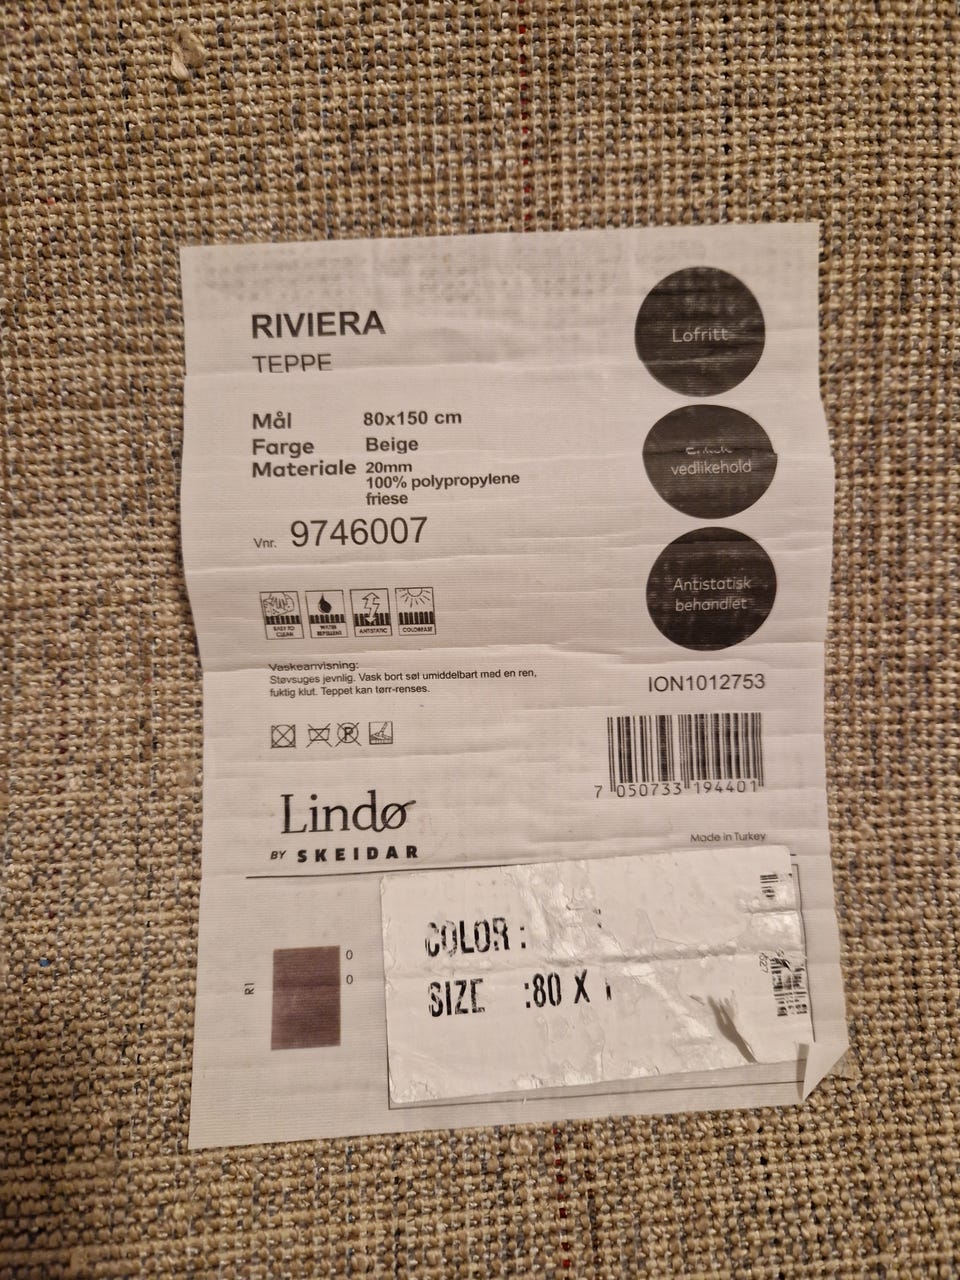 RIVIERA
TEPPE
Lofritt
Mål 80x150 cm
Farge Beige
Materiale 20mm
100% polypropylene
friese
vedlikehold
Vnr. 9746007
Antistatisk
behandlet
EASY TO
CLEAN
WATER
REPELLENT
ANTISTATIC
COLORFAST
Vaskeanvisning:
Støvsuges jevnlig. Vask bort søl umiddelbart med en ren,
fuktig klut. Teppet kan tørr-renses.
ION1012753
P
7 050733 194401
Lindø
BY SKEIDAR
Made in Turkey
COLOR :
SIZE :80 X
0
0